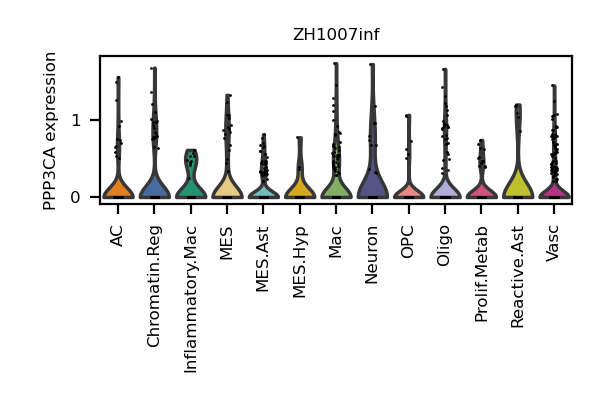 ZH1007inf
PPP3CA expression
1
0
AC
Chromatin.Reg
Inflammatory.Mac
MES
MES.Ast
MES.Hyp
Mac
Neuron
OPC
Oligo
Prolif.Metab
Reactive.Ast
Vasc